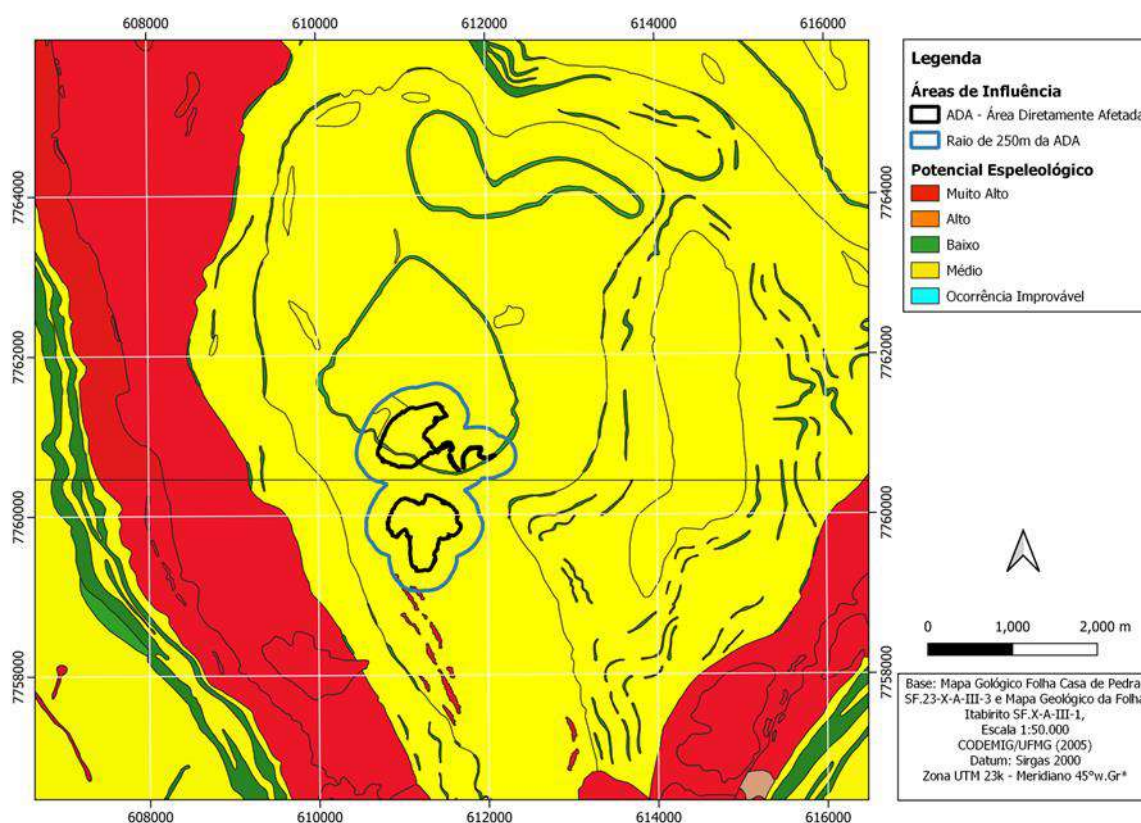 608000 610000 612000 614000 616000
7764000
7762000
7760000
7758000
7764000
7762000
7760000
7758000
608000 610000 612000 614000 616000
Legenda
Áreas de Influência
ADA - Área Diretamente Afetada
Raio de 250m da ADA
Potencial Espeleológico
Muito Alto
Alto
Baixo
Médio
Ocorrência Improvável
0 1,000 2,000 m
Base: Mapa Gológico Folha Casa de Pedra
SF.23-X-A-III-3 e Mapa Geológico da Folha
Itabirito SF.X-A-III-1,
Escala 1:50.000
CODEMIG/UFMG (2005)
Datum: Sirgas 2000
Zona UTM 23k - Meridiano 45°w.Gr*